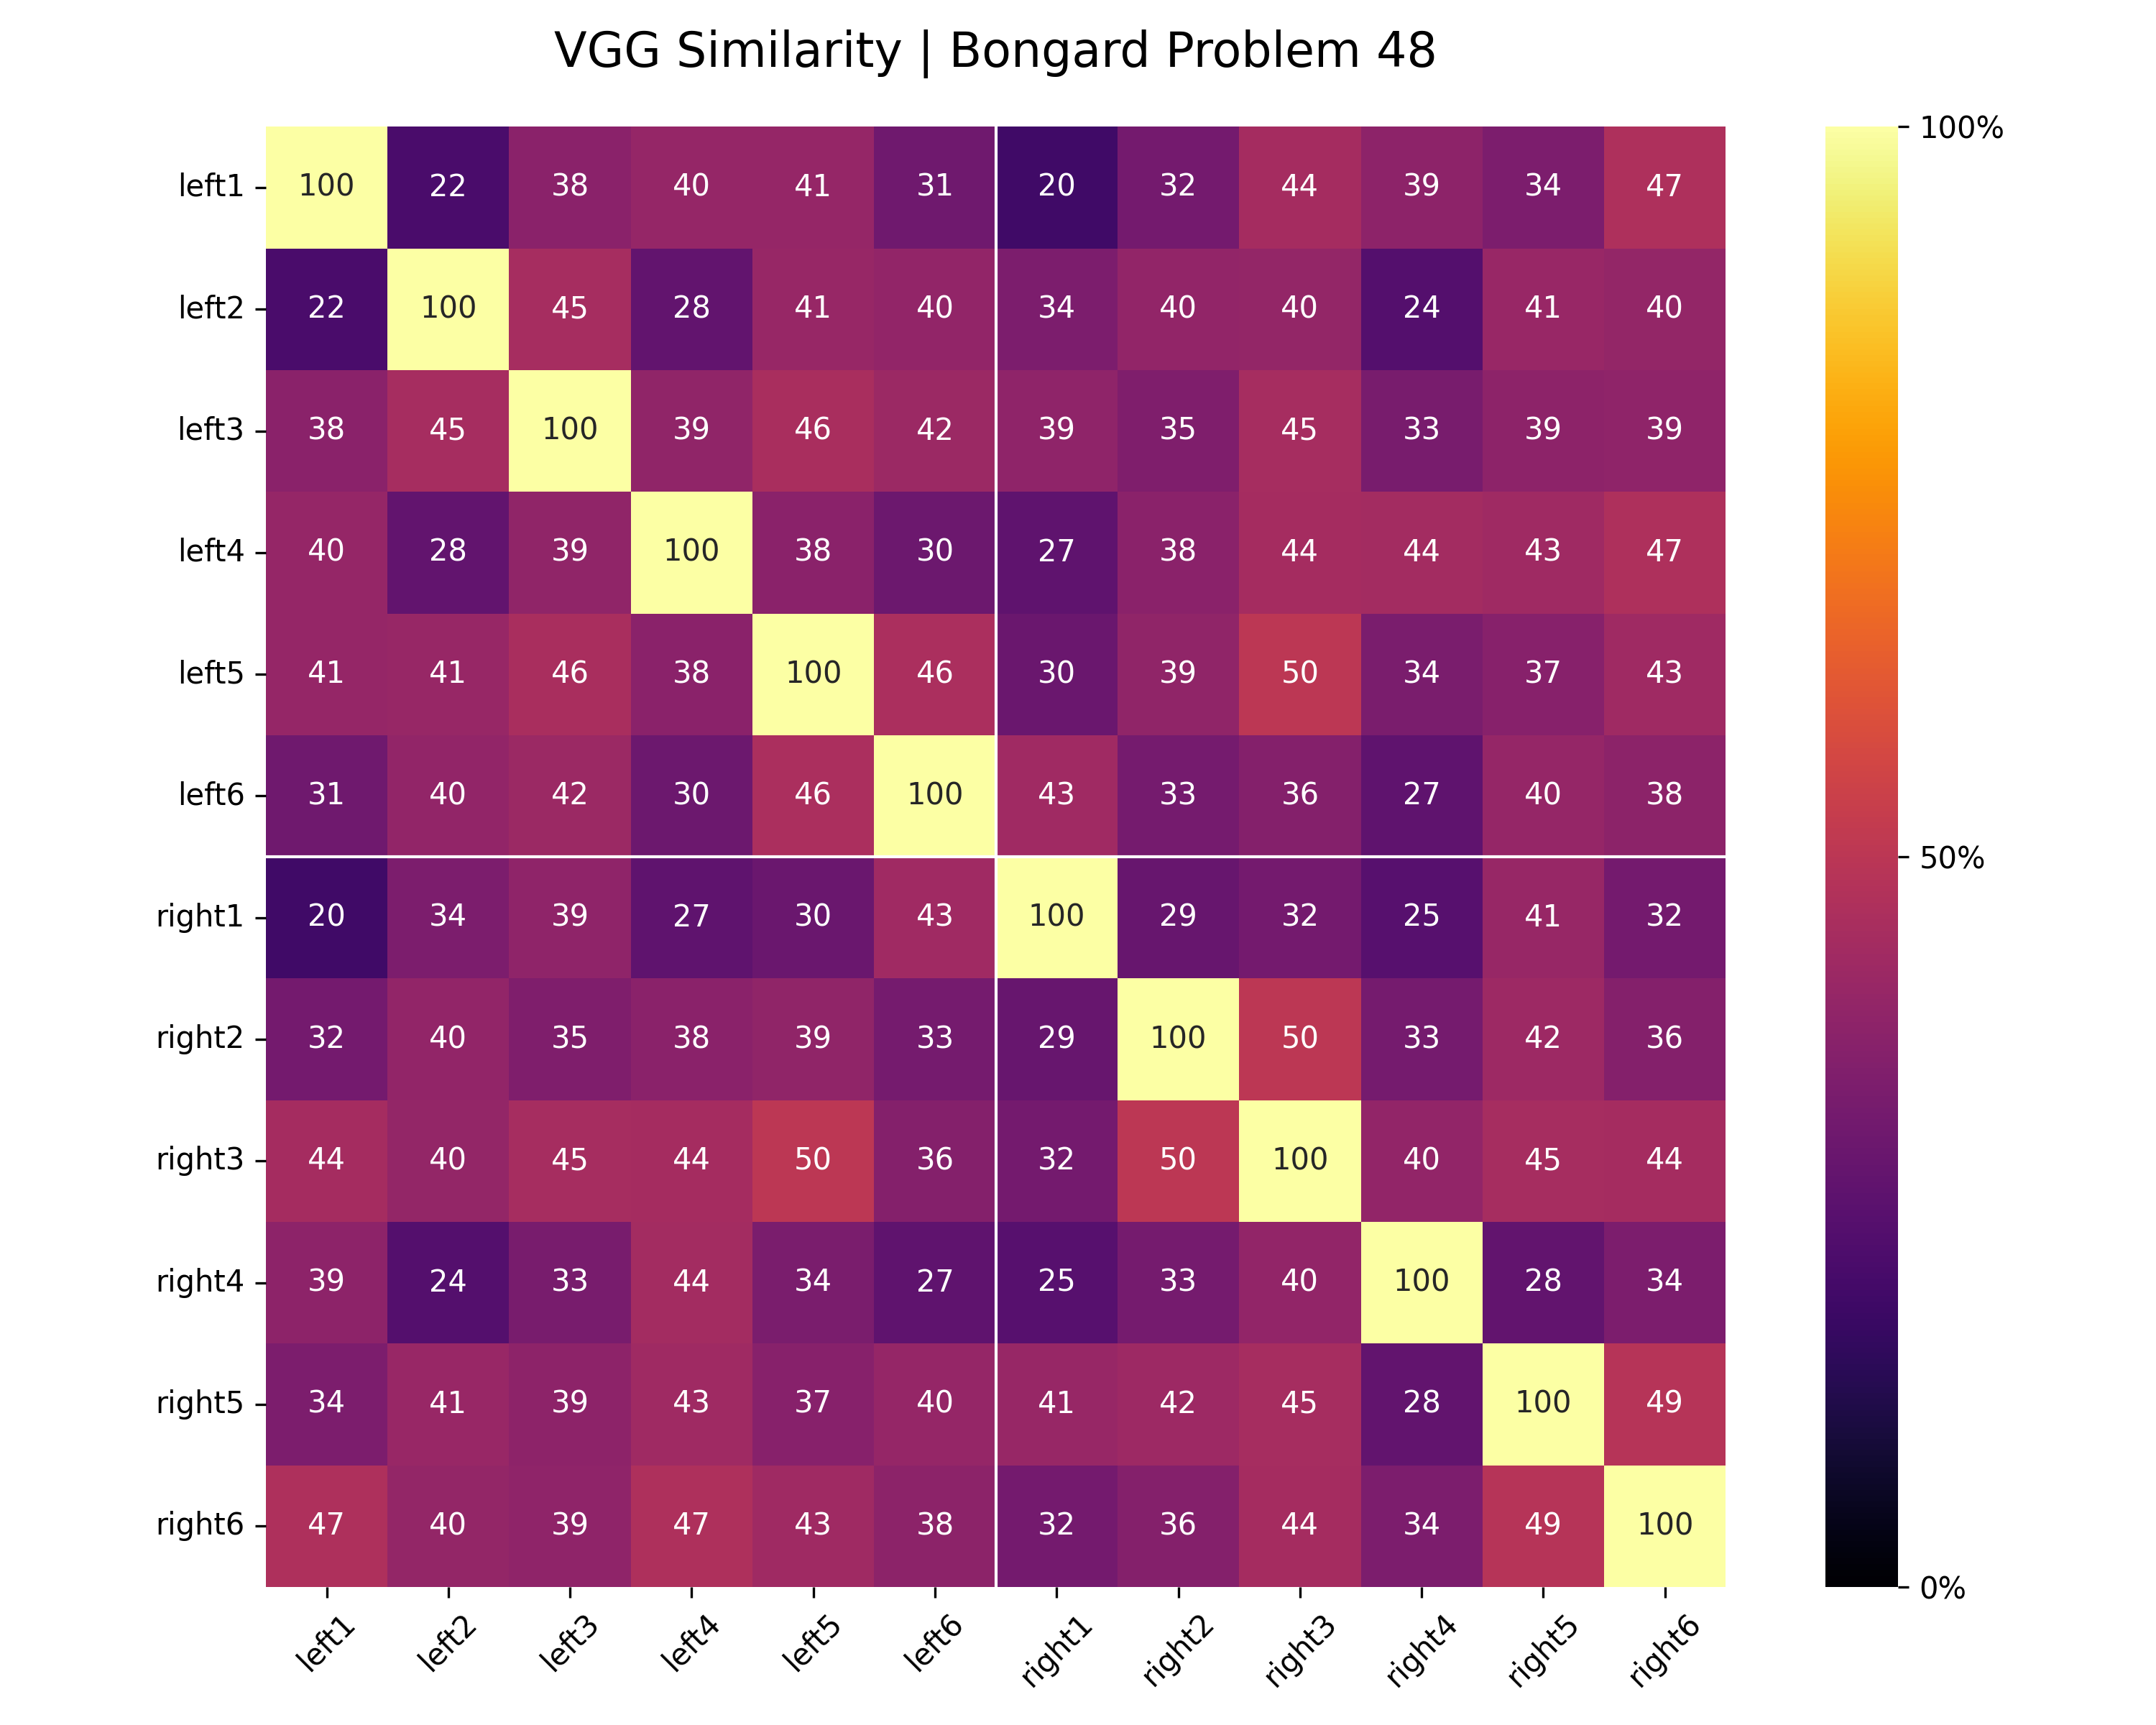 VGG Similarity | Bongard Problem 48
left1 100 22 38 40 41 31 20 32 44 39 34 47
left2 22 100 45 28 41 40 34 40 40 24 41 40
left3 38 45 100 39 46 42 39 35 45 33 39 39
left4 40 28 39 100 38 30 27 38 44 44 43 47
left5 41 41 46 38 100 46 30 39 50 34 37 43
left6 31 40 42 30 46 100 43 33 36 27 40 38
right1 20 34 39 27 30 43 100 29 32 25 41 32
right2 32 40 35 38 39 33 29 100 50 33 42 36
right3 44 40 45 44 50 36 32 50 100 40 45 44
right4 39 24 33 44 34 27 25 33 40 100 28 34
right5 34 41 39 43 37 40 41 42 45 28 100 49
right6 47 40 39 47 43 38 32 36 44 34 49 100
left1 left2 left3 left4 left5 left6 right1 right2 right3 right4 right5 right6
100%
50%
0%